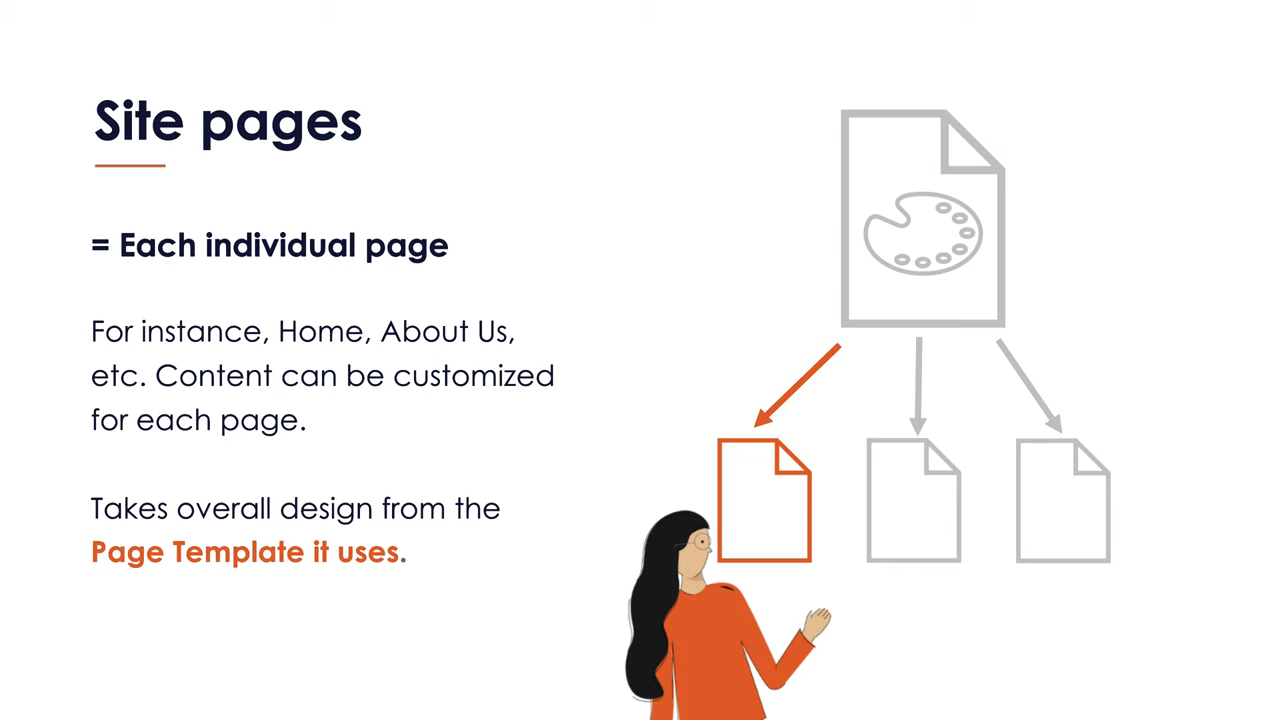 Site pages
= Each individual page
For instance, Home, About Us,
etc. Content can be customized
for each page.
Takes overall design from the
Page Template it uses.